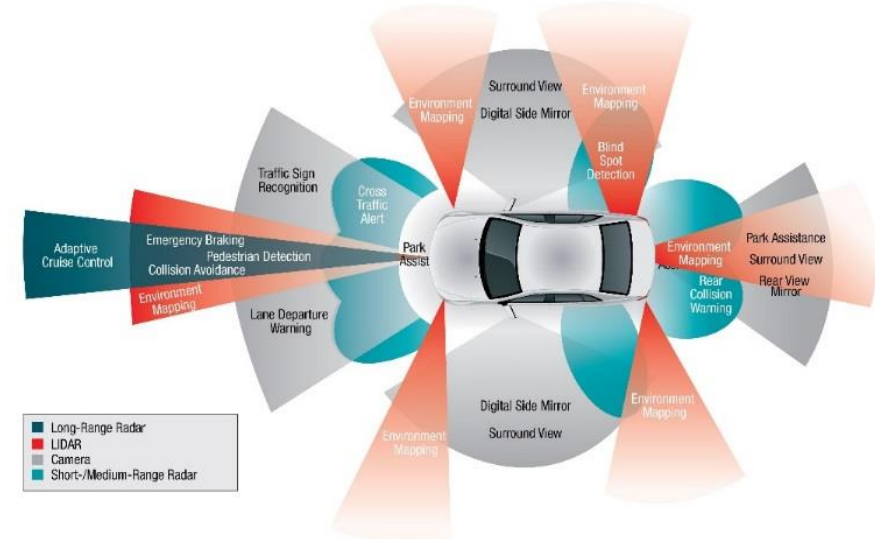 Surround View
Digital Side Mirror
Environment
Mapping
Environment
Mapping
Blind
Spot
Detection
Traffic Sign
Recognition
Cross
Traffic
Alert
Adaptive
Cruise Control
Emergency Braking
Pedestrian Detection
Collision Avoidance
Environment
Mapping
Lane Departure
Warning
Park
Assist
Environment
Mapping
Park Assistance
Surround View
Rear View
Mirror
Rear
Collision
Warning
Digital Side Mirror
Surround View
Environment
Mapping
Environment
Mapping
Long-Range Radar
LIDAR
Camera
Short-/Medium-Range Radar